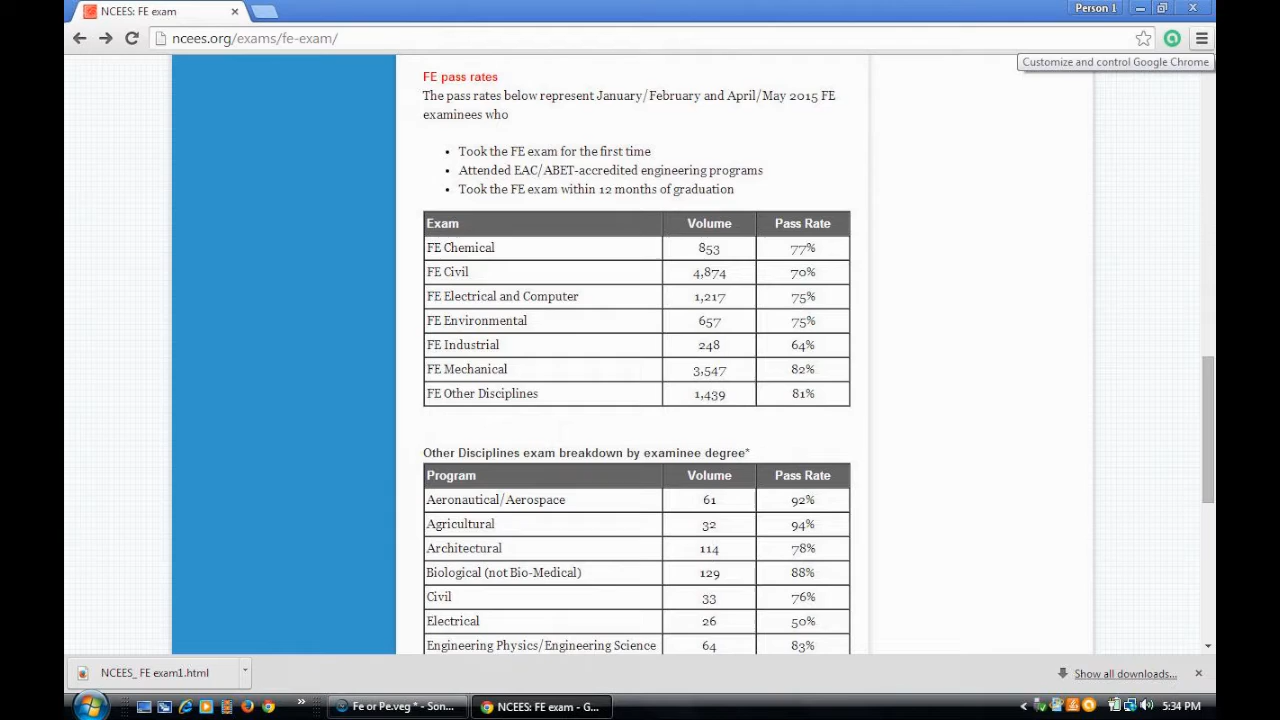 NCEES: FE exam
Person 1
ncees.org/exams/fe-exam/
Customize and control Google Chrome
FE pass rates
The pass rates below represent January/February and April/May 2015 FE
examinees who
• Took the FE exam for the first time
• Attended EAC/ABET-accredited engineering programs
• Took the FE exam within 12 months of graduation
Exam Volume Pass Rate
FE Chemical 853 77%
FE Civil 4,874 70%
FE Electrical and Computer 1,217 75%
FE Environmental 657 75%
FE Industrial 248 64%
FE Mechanical 3,547 82%
FE Other Disciplines 1,439 81%
Other Disciplines exam breakdown by examinee degree*
Program Volume Pass Rate
Aeronautical/Aerospace 61 92%
Agricultural 32 94%
Architectural 114 78%
Biological (not Bio-Medical) 129 88%
Civil 33 76%
Electrical 26 50%
Engineering Physics/Engineering Science 64 83%
NCEES_ FE exam1.html
Show all downloads...
Fe or Pe.veg * - Son...
NCEES: FE exam - G...
5:34 PM